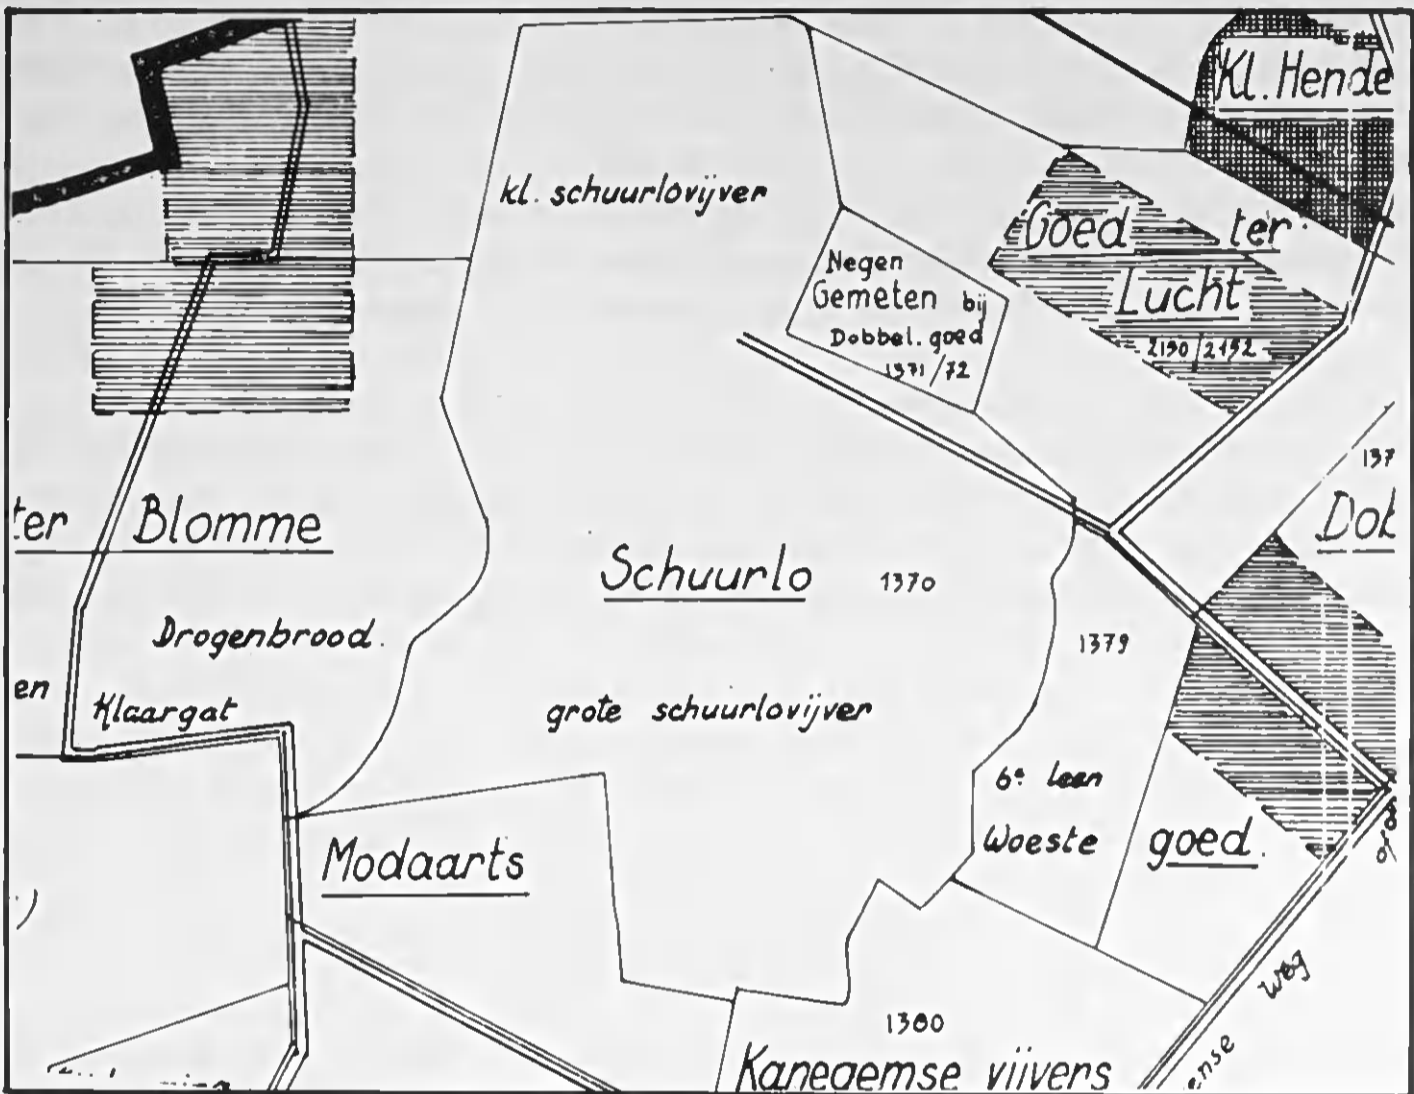 Kl. Hende
kl. schuurlovijver
Goed ter
Lucht
2190/2192
Negen
Gemeten bij
Dobbel. goed
1371/72
137
Dob
ter Blomme
Schuurlo 1370
Drogenbrood.
1379
en
Klaargat
grote schuurlovijver
6e leen
Woeste
goed.
Modaarts
weg
1380
Kanegemse vijvers
ense